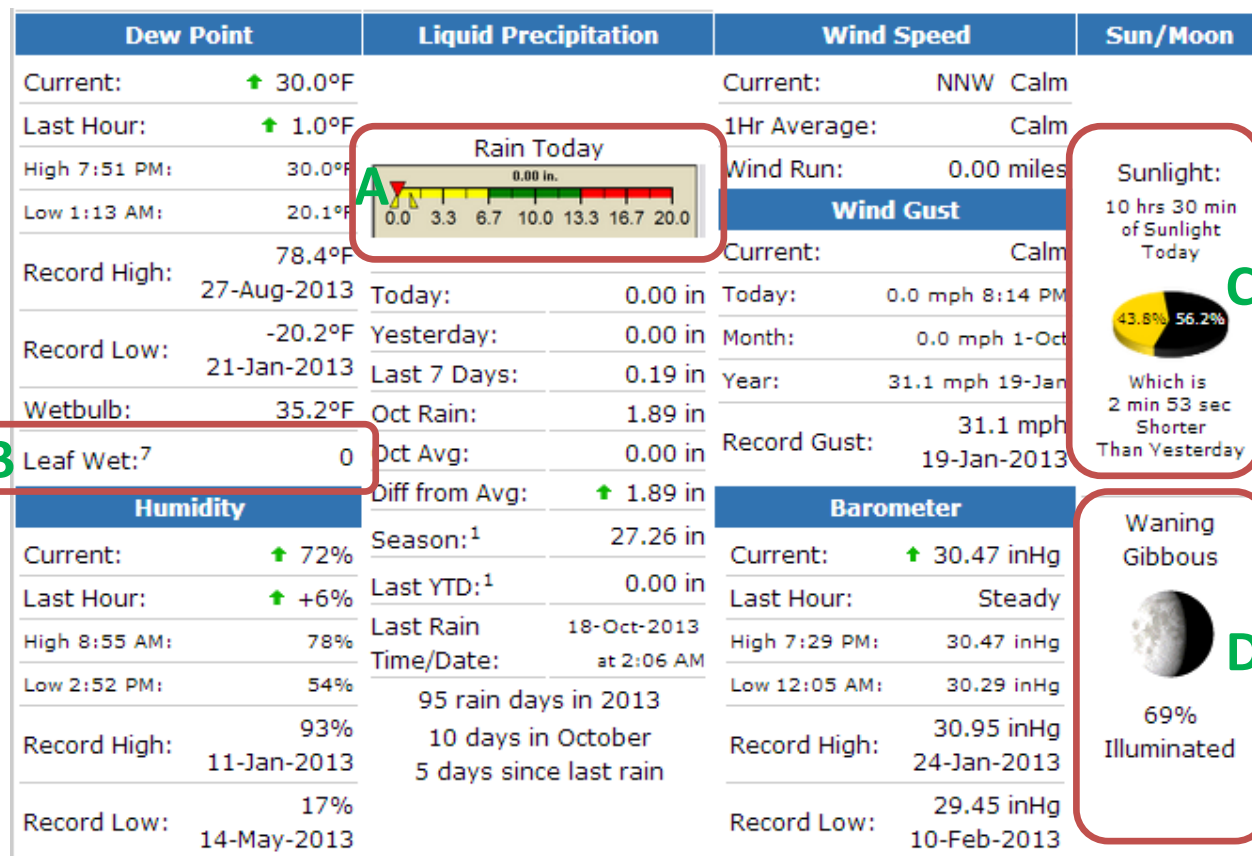 Dew Point
Current: 30.0°F
Last Hour: 1.0°F
High 7:51 PM: 30.0°F
Low 1:13 AM: 20.1°F
Record High: 78.4°F
27-Aug-2013
Record Low: -20.2°F
21-Jan-2013
Wetbulb: 35.2°F
B
Leaf Wet:7 0
Humidity
Current: 72%
Last Hour: +6%
High 8:55 AM: 78%
Low 2:52 PM: 54%
Record High: 93%
11-Jan-2013
Record Low: 17%
14-May-2013
Liquid Precipitation
Rain Today
A
0.00 in.
0.0 3.3 6.7 10.0 13.3 16.7 20.0
Today: 0.00 in
Yesterday: 0.00 in
Last 7 Days: 0.19 in
Oct Rain: 1.89 in
Oct Avg: 0.00 in
Diff from Avg: 1.89 in
Season:1 27.26 in
Last YTD:1 0.00 in
Last Rain 18-Oct-2013
Time/Date: at 2:06 AM
95 rain days in 2013
10 days in October
5 days since last rain
Wind Speed
Current: NNW Calm
1Hr Average: Calm
Wind Run: 0.00 miles
Wind Gust
Current: Calm
Today: 0.0 mph 8:14 PM
Month: 0.0 mph 1-Oct
Year: 31.1 mph 19-Jan
Record Gust: 31.1 mph
19-Jan-2013
Barometer
Current: 30.47 inHg
Last Hour: Steady
High 7:29 PM: 30.47 inHg
Low 12:05 AM: 30.29 inHg
Record High: 30.95 inHg
24-Jan-2013
Record Low: 29.45 inHg
10-Feb-2013
Sun/Moon
Sunlight:
10 hrs 30 min
of Sunlight
Today
C
43.8% 56.2%
Which is
2 min 53 sec
Shorter
Than Yesterday
Waning
Gibbous
D
69%
Illuminated